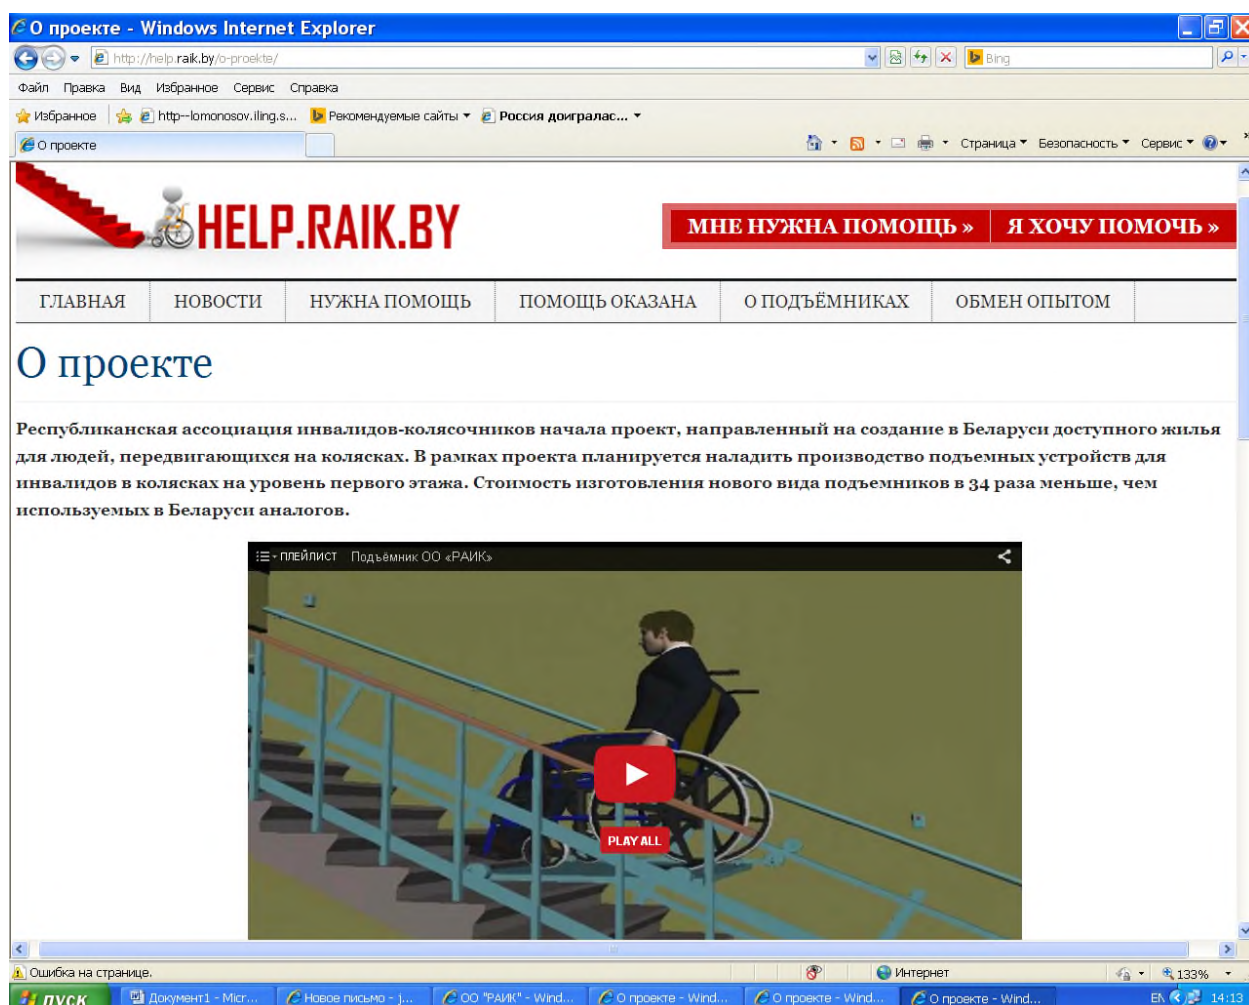 О проекте - Windows Internet Explorer
http://help.raik.by/o-proekte/
Bing
Файл Правка Вид Избранное Сервис Справка
Избранное http--lomonosov.iling.s... Рекомендуемые сайты Россия доигралас...
О проекте
Страница Безопасность Сервис
HELP.RAIK.BY
МНЕ НУЖНА ПОМОЩЬ » Я ХОЧУ ПОМОЧЬ »
ГЛАВНАЯ НОВОСТИ НУЖНА ПОМОЩЬ ПОМОЩЬ ОКАЗАНА О ПОДЪЁМНИКАХ ОБМЕН ОПЫТОМ
О проекте
Республиканская ассоциация инвалидов-колясочников начала проект, направленный на создание в Беларуси доступного жилья
для людей, передвигающихся на колясках. В рамках проекта планируется наладить производство подъемных устройств для
инвалидов в колясках на уровень первого этажа. Стоимость изготовления нового вида подъемников в 34 раза меньше, чем
используемых в Беларуси аналогов.
ПЛЕЙЛИСТ Подъёмник ОО «РАИК»
PLAY ALL
Ошибка на странице.
Интернет
133%
пуск Документ1 - Micr... Новое письмо - j... ОО "РАИК" - Wind... О проекте - Wind... О проекте - Wind... О проекте - Wind... EN 14:13